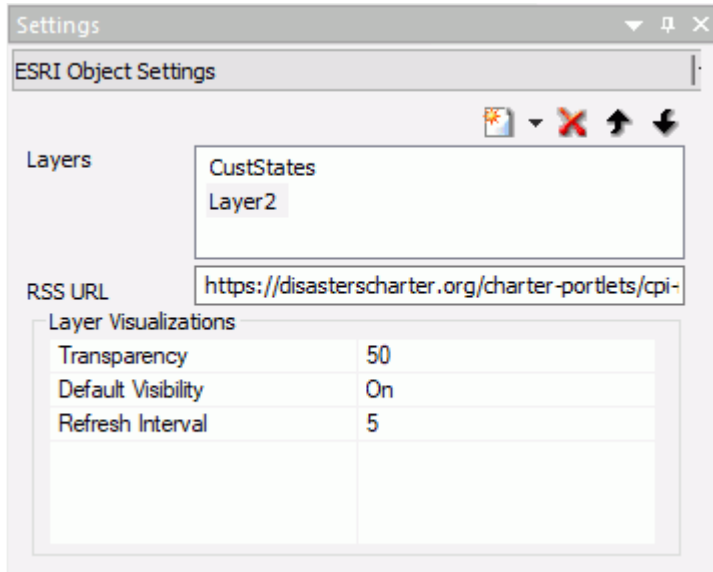 Settings
ESRI Object Settings
Layers
CustStates
Layer2
RSS URL
https://disasterscharter.org/charter-portlets/cpi-
Layer Visualizations
Transparency 50
Default Visibility On
Refresh Interval 5